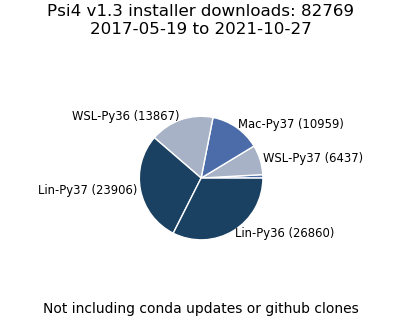 Psi4 v1.3 installer downloads: 82769
2017-05-19 to 2021-10-27
WSL-Py36 (13867)
Mac-Py37 (10959)
WSL-Py37 (6437)
Lin-Py37 (23906)
Lin-Py36 (26860)
Not including conda updates or github clones